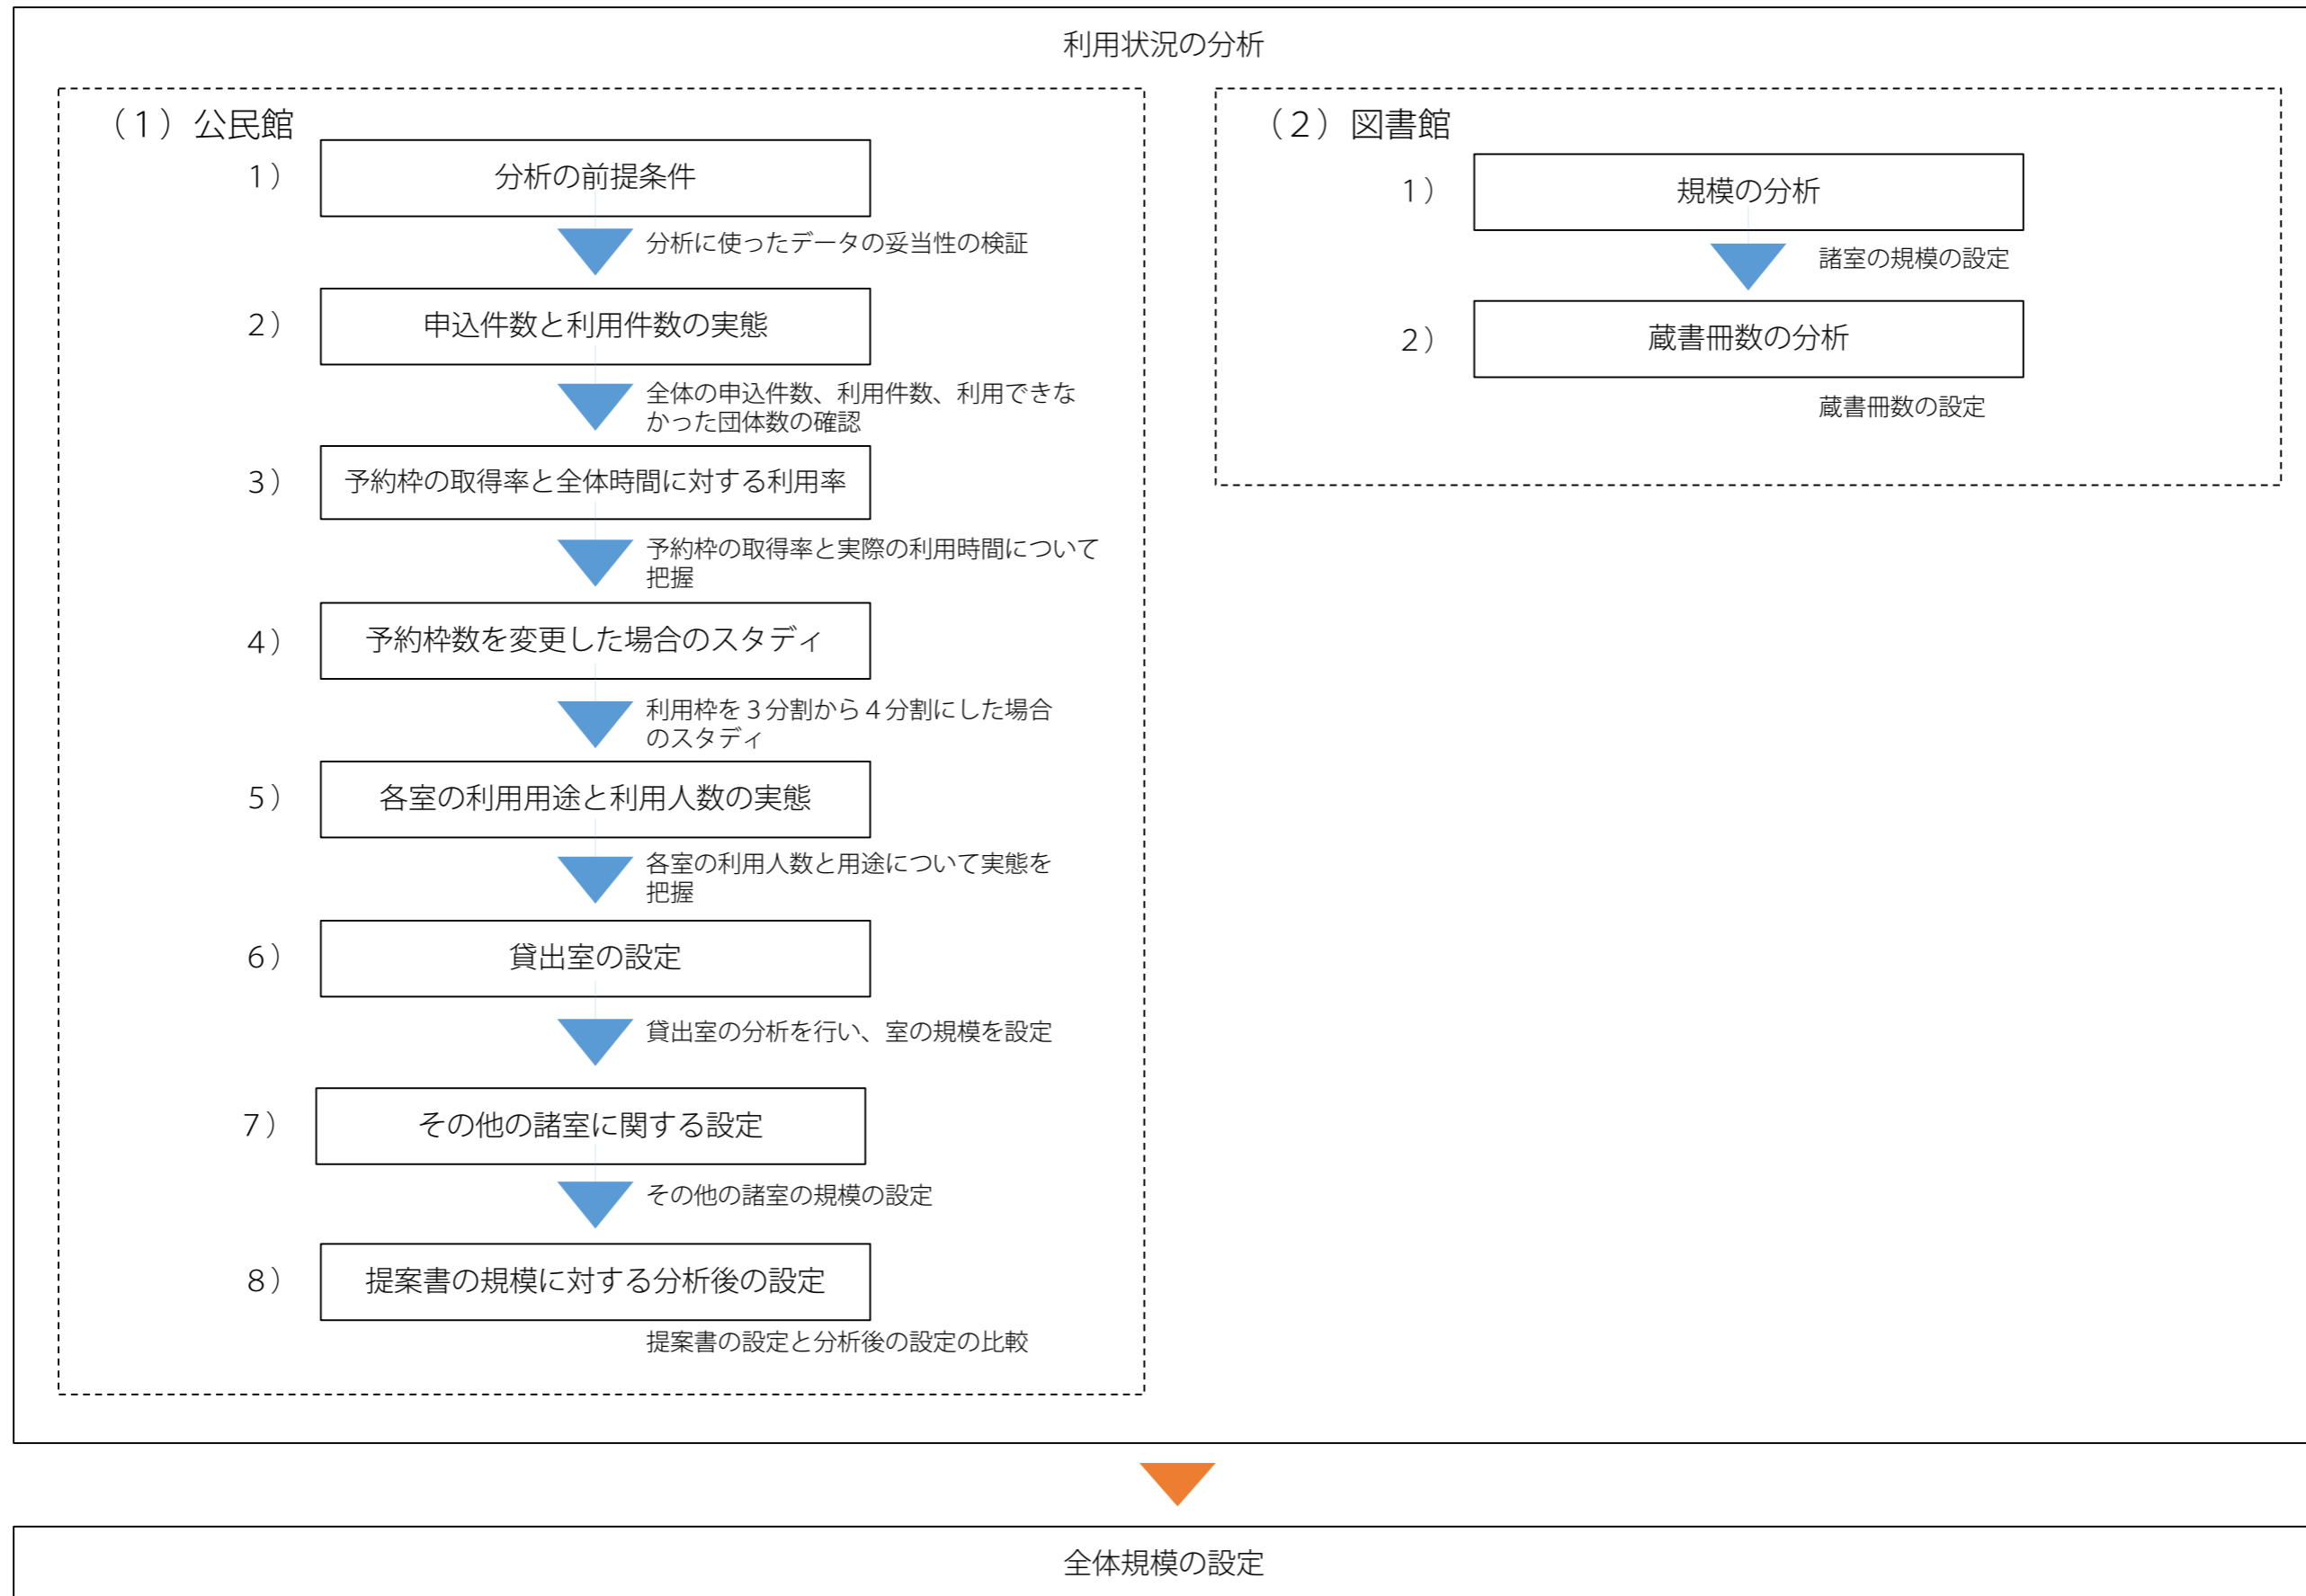 利用状況の分析
（１）公民館
１）
分析の前提条件
分析に使ったデータの妥当性の検証
２）
申込件数と利用件数の実態
全体の申込件数、利用件数、利用できな
かった団体数の確認
３）
予約枠の取得率と全体時間に対する利用率
予約枠の取得率と実際の利用時間について
把握
４）
予約枠数を変更した場合のスタディ
利用枠を３分割から４分割にした場合
のスタディ
５）
各室の利用用途と利用人数の実態
各室の利用人数と用途について実態を
把握
６）
貸出室の設定
貸出室の分析を行い、室の規模を設定
７）
その他の諸室に関する設定
その他の諸室の規模の設定
８）
提案書の規模に対する分析後の設定
提案書の設定と分析後の設定の比較
（２）図書館
１）
規模の分析
諸室の規模の設定
２）
蔵書冊数の分析
蔵書冊数の設定
全体規模の設定